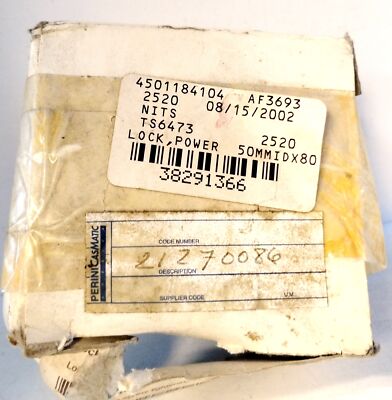 4501184104 AF3693
2520 08/15/2002
NITS
TS6473 2520
LOCK,POWER 50MMIDX80
38291366
PERINI CASMATIC
CODE NUMBER
21270086
DESCRIPTION
SUPPLIER CODE
U.V.